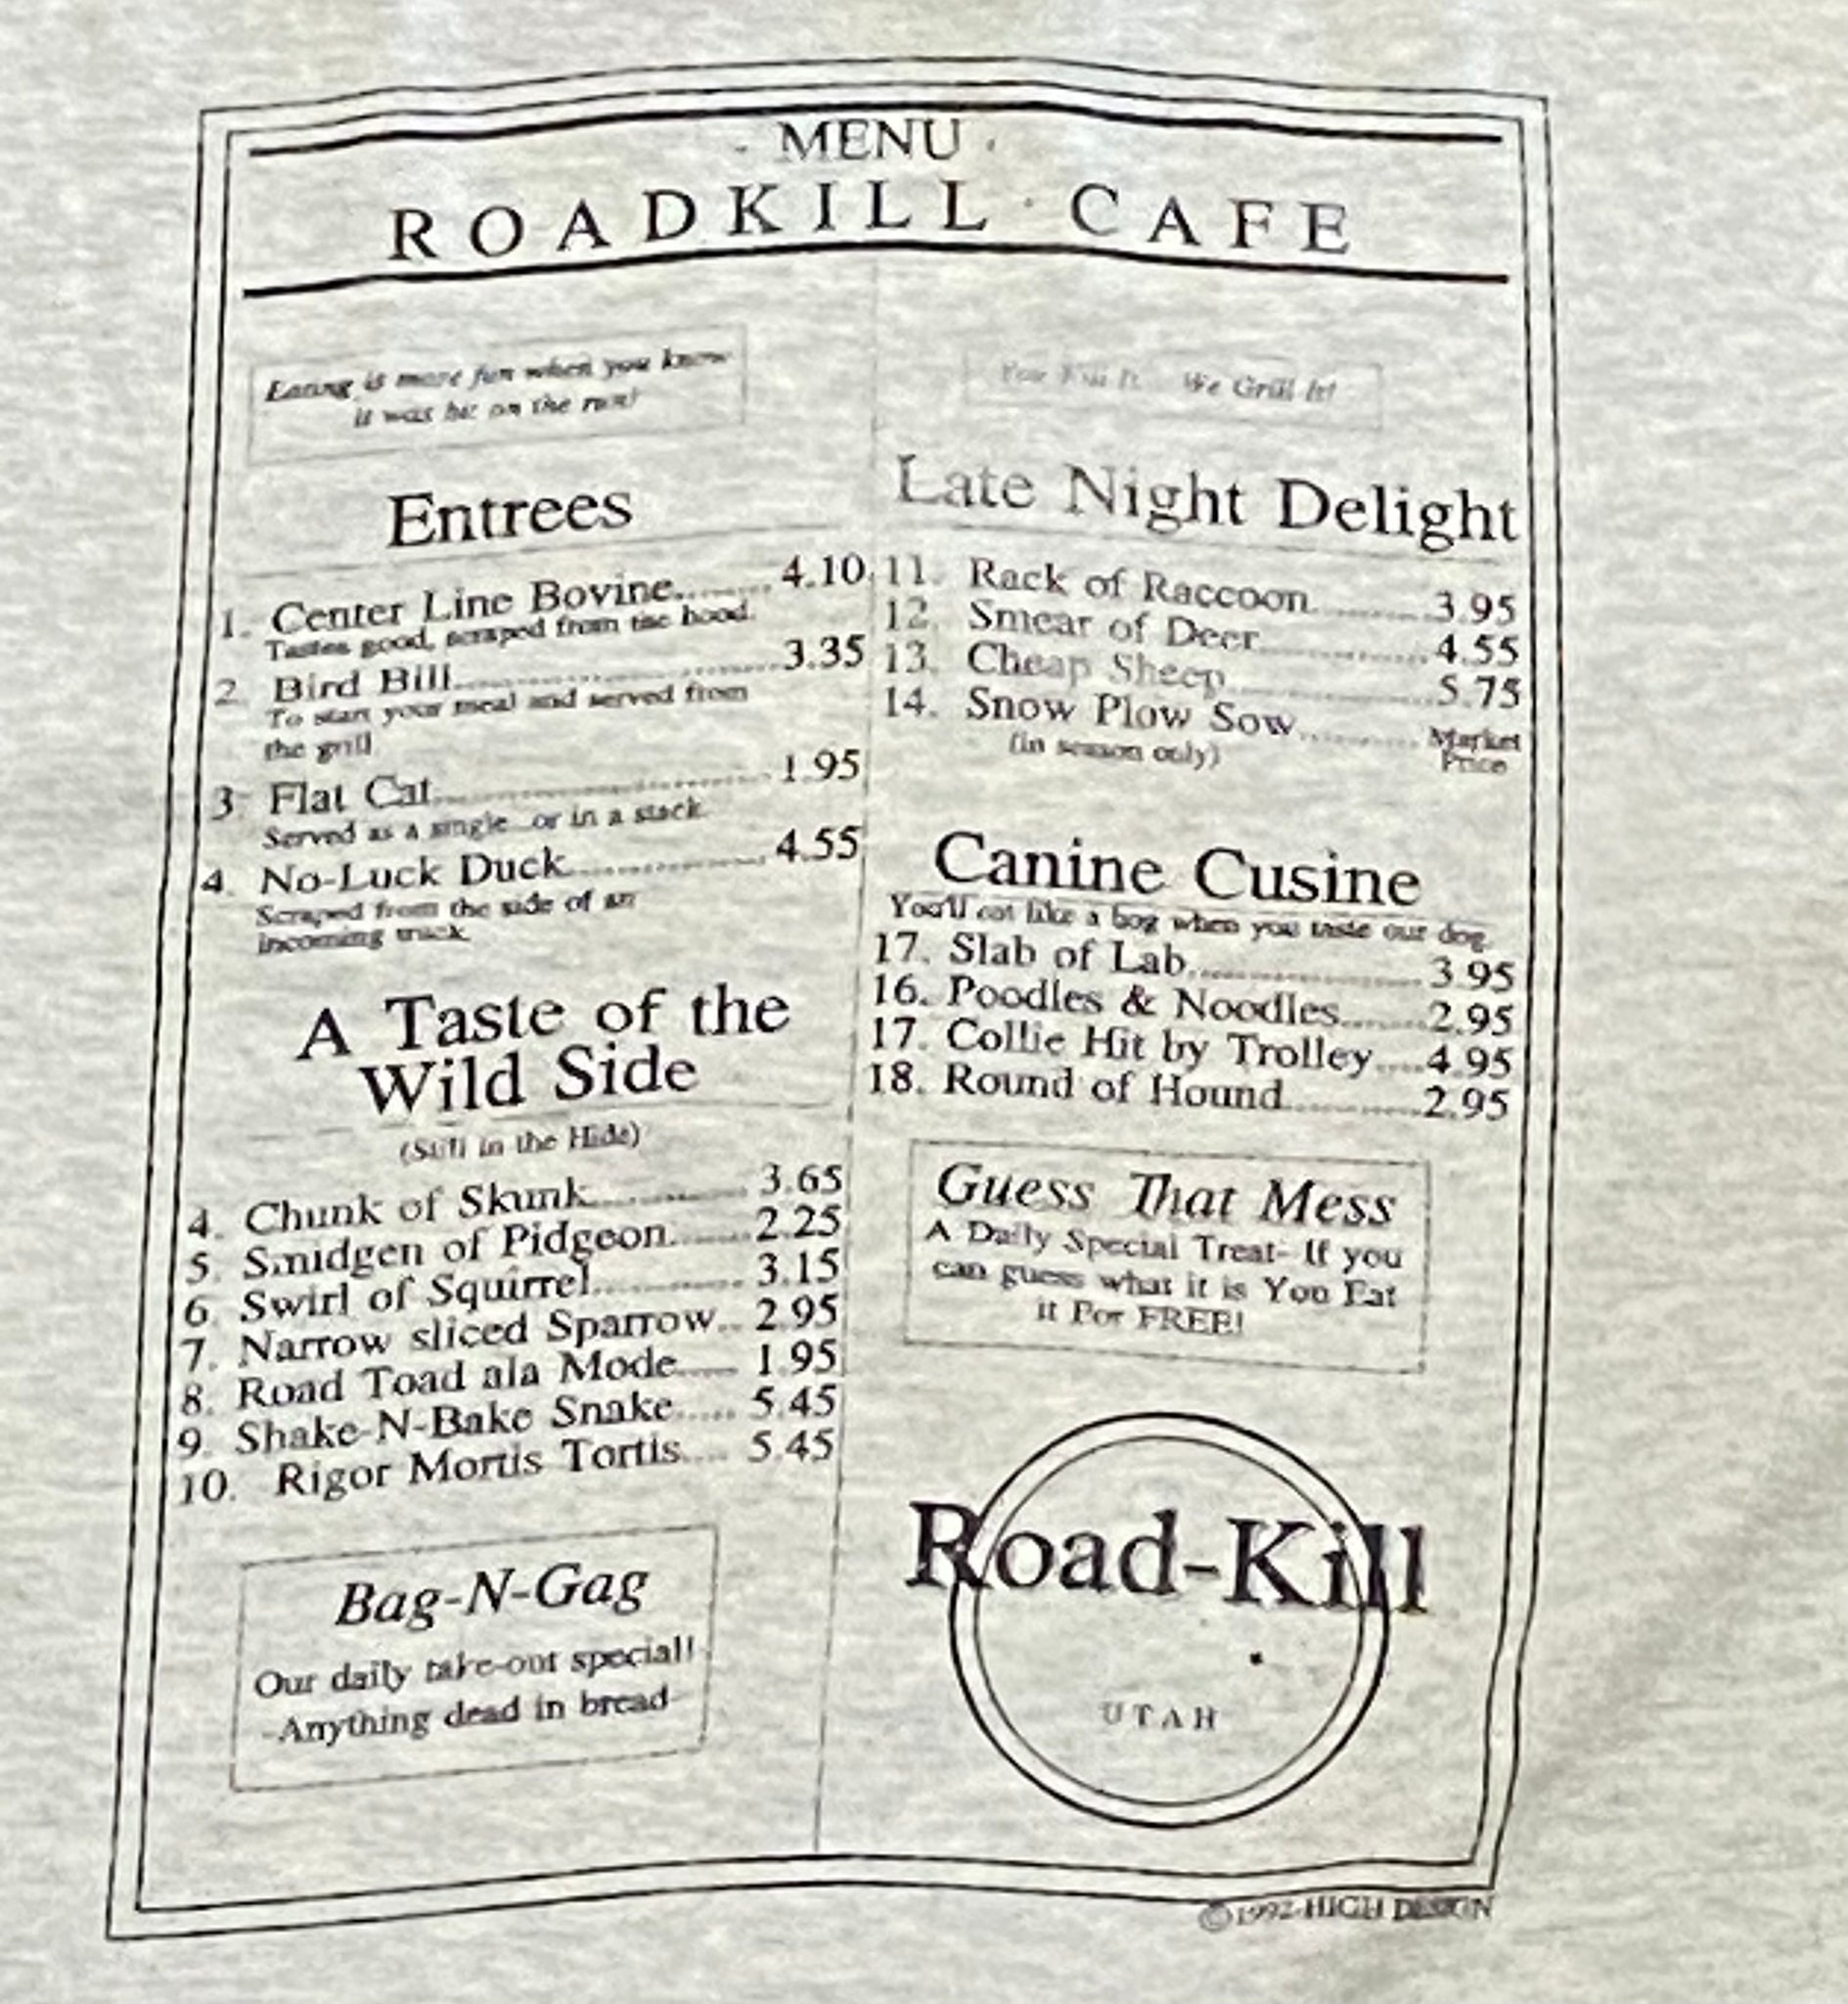 - MENU -
ROADKILL CAFE
Eating is more fun when you know
it was hit on the run!
Entrees
1. Center Line Bovine........ 4.10
Tastes good, scraped from the hood.
2. Bird Bill........ 3.35
To start your meal and served from
the grill
3. Flat Cat........ 1.95
Served as a single...or in a stack.
4. No-Luck Duck........ 4.55
Scraped from the side of an
incoming truck.
A Taste of the
Wild Side
(Still in the Hide)
4. Chunk of Skunk........ 3.65
5. Smidgen of Pidgeon........ 2.25
6. Swirl of Squirrel........ 3.15
7. Narrow sliced Sparrow... 2.95
8. Road Toad ala Mode...... 1.95
9. Shake-N-Bake Snake..... 5.45
10. Rigor Mortis Tortis.... 5.45
Bag-N-Gag
Our daily take-out special!
-Anything dead in bread-
You Kill It... We Grill It!
Late Night Delight
11. Rack of Raccoon........ 3.95
12. Smear of Deer........ 4.55
13. Cheap Sheep........ 5.75
14. Snow Plow Sow........ Market
(in season only) Price
Canine Cusine
You'll eat like a hog when you taste our dog.
17. Slab of Lab........ 3.95
16. Poodles & Noodles........ 2.95
17. Collie Hit by Trolley.... 4.95
18. Round of Hound........ 2.95
Guess That Mess
A Daily Special Treat- If you
can guess what it is You Eat
it For FREE!
Road-Kill
UTAH
©1992 HIGH DESIGN